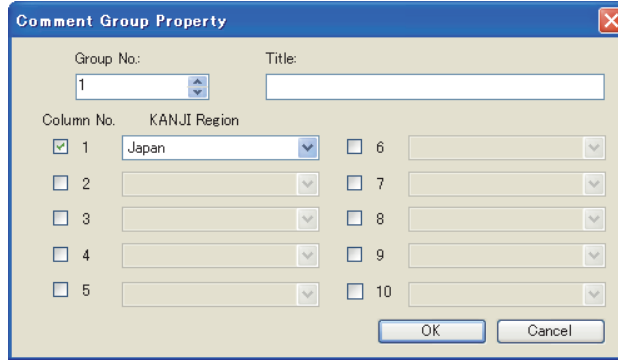 Comment Group Property
Group No.: Title:
1
Column No. KANJI Region
1 Japan 6
2 7
3 8
4 9
5 10
OK Cancel